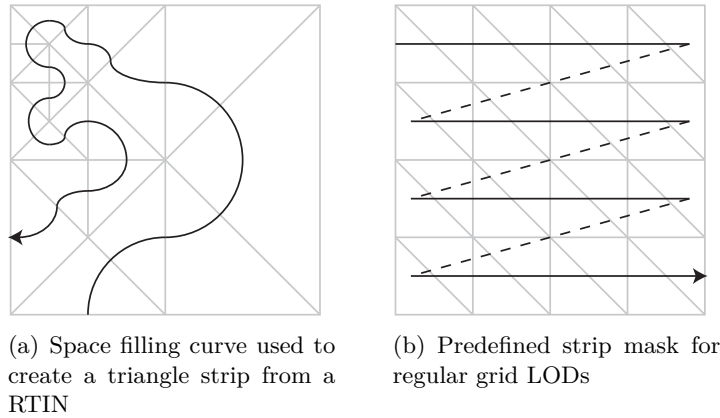 (a) Space filling curve used to
create a triangle strip from a
RTIN
(b) Predefined strip mask for
regular grid LODs